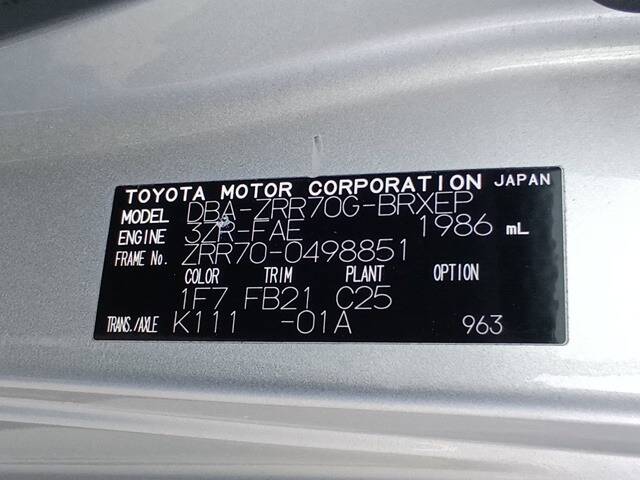 TOYOTA MOTOR CORPORATION JAPAN
MODEL DBA-ZRR70G-BRXEP
ENGINE 3ZR-FAE 1986 mL
FRAME No. ZRR70-0498851
COLOR TRIM PLANT OPTION
1F7 FB21 C25
TRANS./AXLE K111 -01A 963